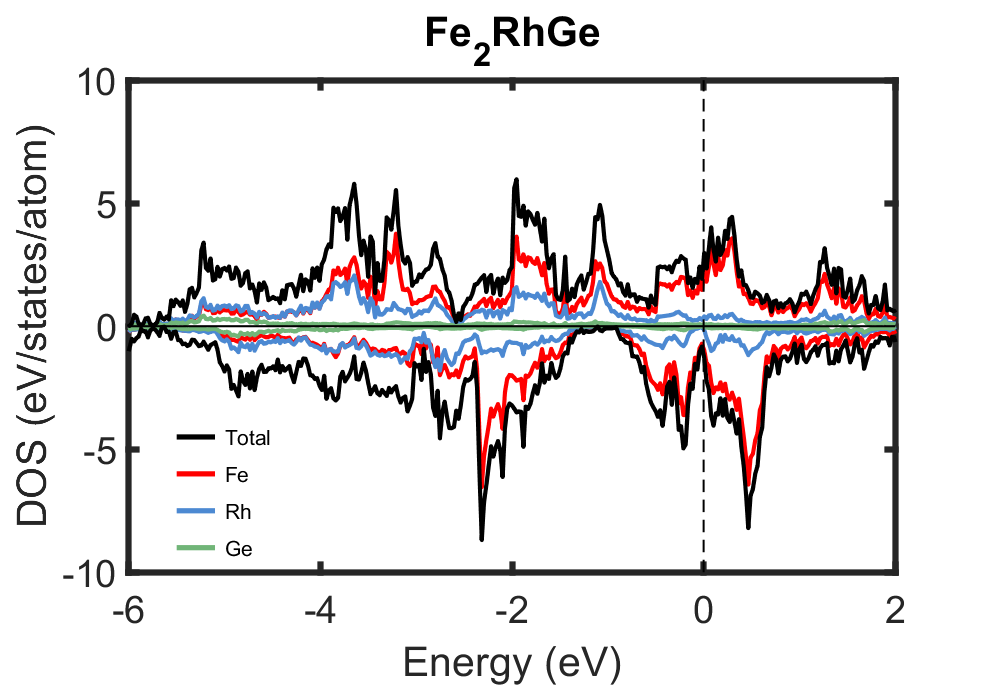 Fe₂RhGe
DOS (eV/states/atom)
10
5
0
-5
-10
Total
Fe
Rh
Ge
-6 -4 -2 0 2
Energy (eV)